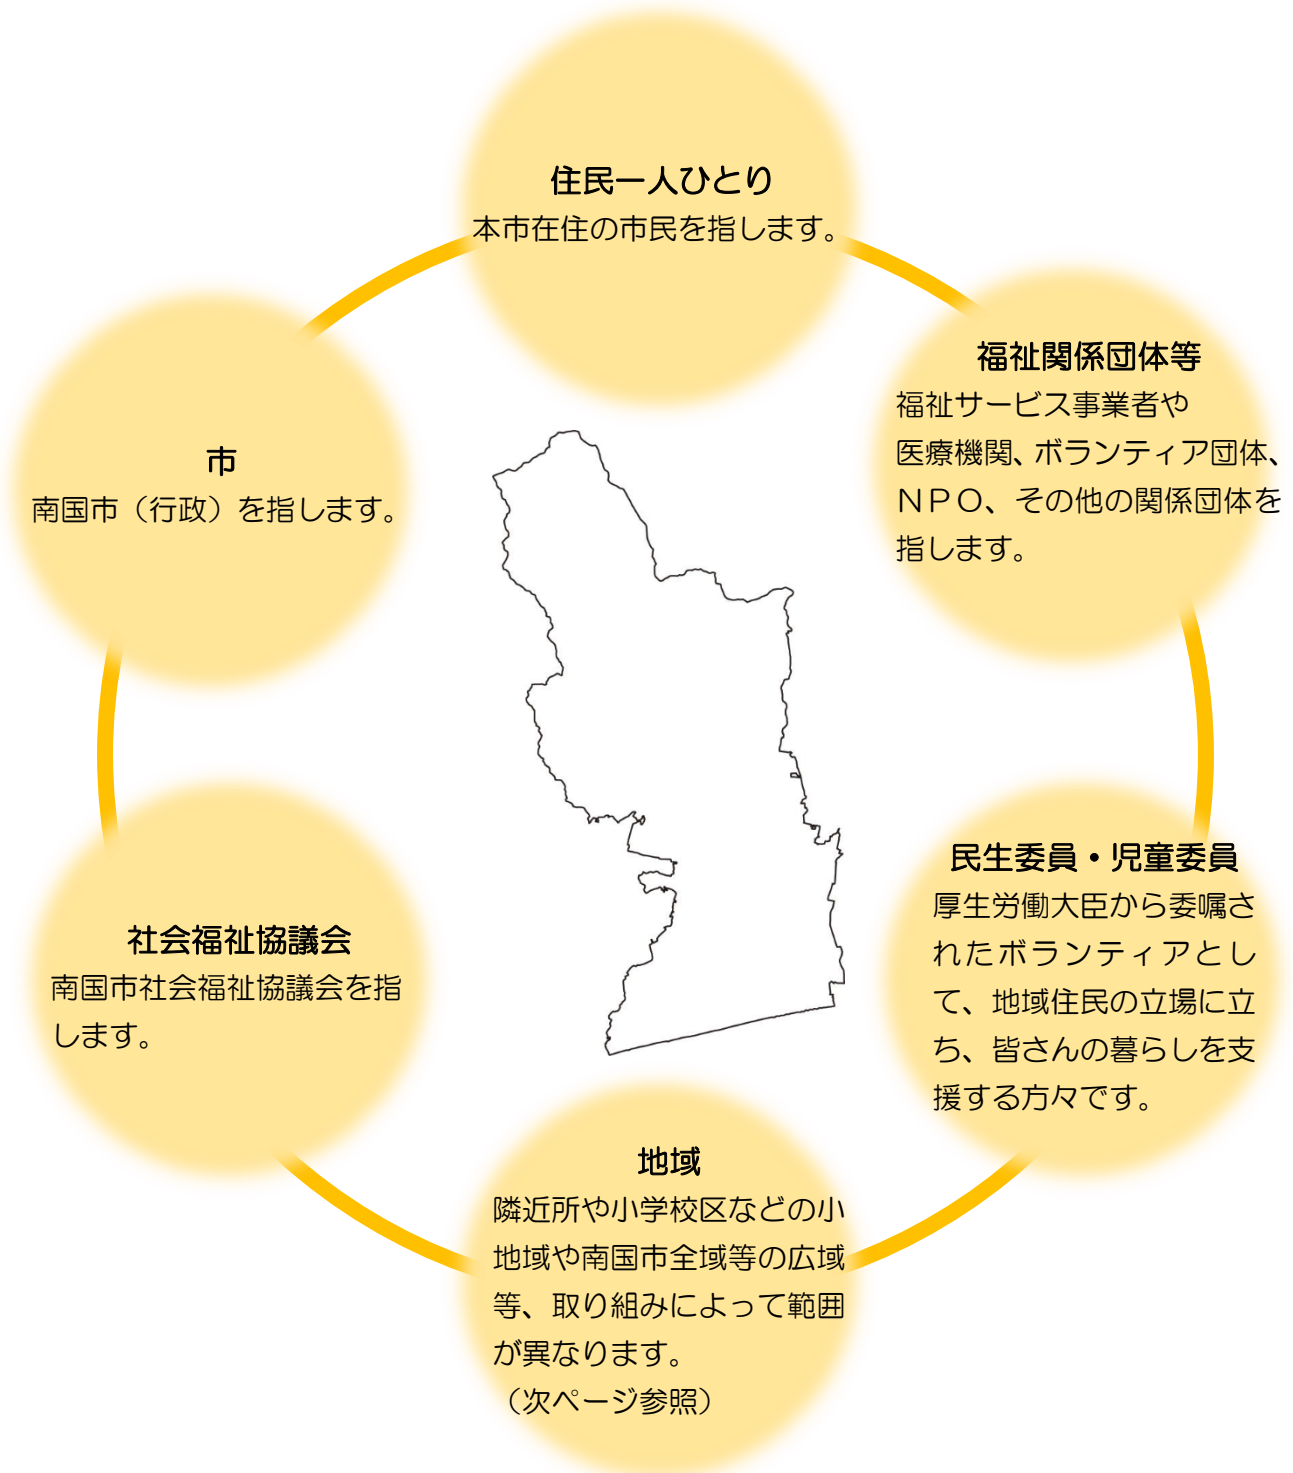 住民一人ひとり
本市在住の市民を指します。
福祉関係団体等
福祉サービス事業者や
医療機関、ボランティア団体、
ＮＰＯ、その他の関係団体を
指します。
民生委員・児童委員
厚生労働大臣から委嘱さ
れたボランティアとし
て、地域住民の立場に立
ち、皆さんの暮らしを支
援する方々です。
地域
隣近所や小学校区などの小
地域や南国市全域等の広域
等、取り組みによって範囲
が異なります。
（次ページ参照）
社会福祉協議会
南国市社会福祉協議会を指
します。
市
南国市（行政）を指します。